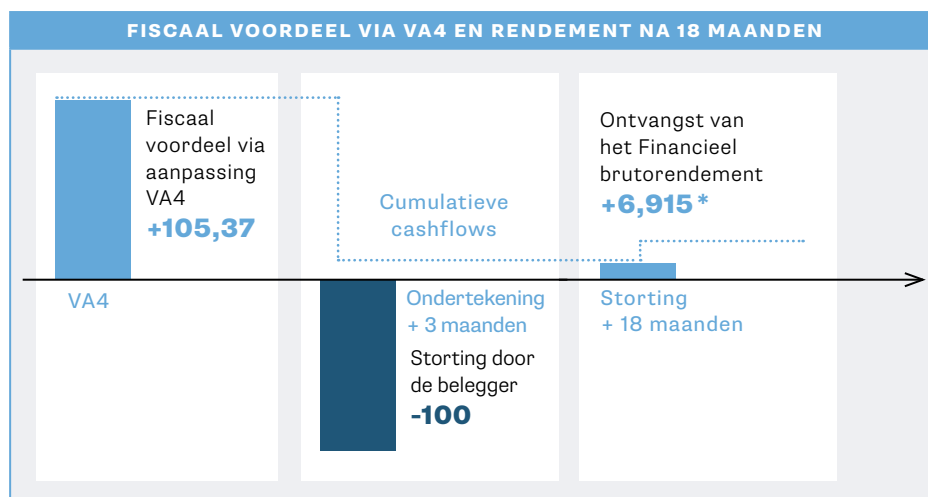 FISCAAL VOORDEEL VIA VA4 EN RENDEMENT NA 18 MAANDEN
Fiscaal
voordeel via
aanpassing
VA4
+105,37
VA4
Cumulatieve
cashflows
Ondertekening
+ 3 maanden
Storting door
de belegger
-100
Ontvangst van
het Financieel
brutorendement
+6,915 *
Storting
+ 18 maanden